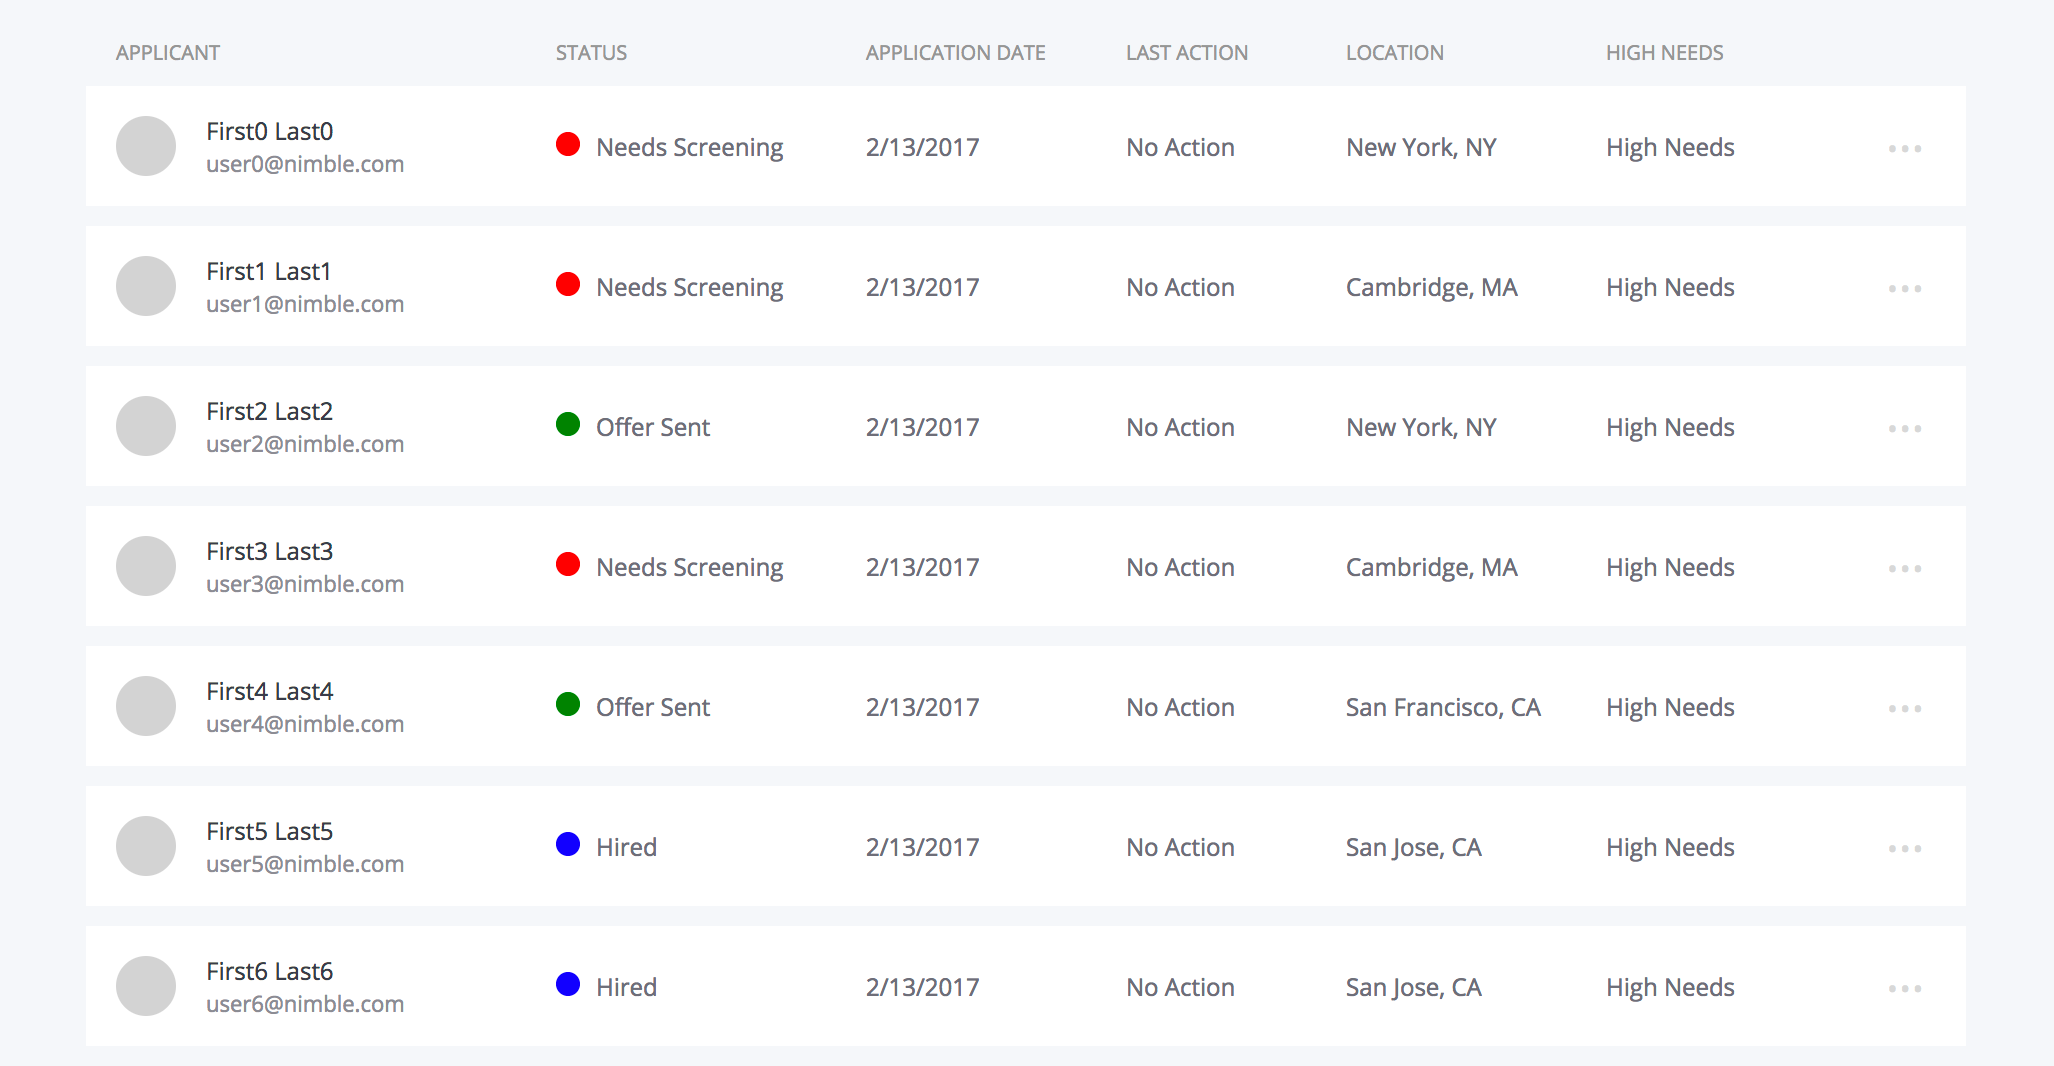 APPLICANT STATUS APPLICATION DATE LAST ACTION LOCATION HIGH NEEDS
First0 Last0
user0@nimble.com
Needs Screening 2/13/2017 No Action New York, NY High Needs
First1 Last1
user1@nimble.com
Needs Screening 2/13/2017 No Action Cambridge, MA High Needs
First2 Last2
user2@nimble.com
Offer Sent 2/13/2017 No Action New York, NY High Needs
First3 Last3
user3@nimble.com
Needs Screening 2/13/2017 No Action Cambridge, MA High Needs
First4 Last4
user4@nimble.com
Offer Sent 2/13/2017 No Action San Francisco, CA High Needs
First5 Last5
user5@nimble.com
Hired 2/13/2017 No Action San Jose, CA High Needs
First6 Last6
user6@nimble.com
Hired 2/13/2017 No Action San Jose, CA High Needs